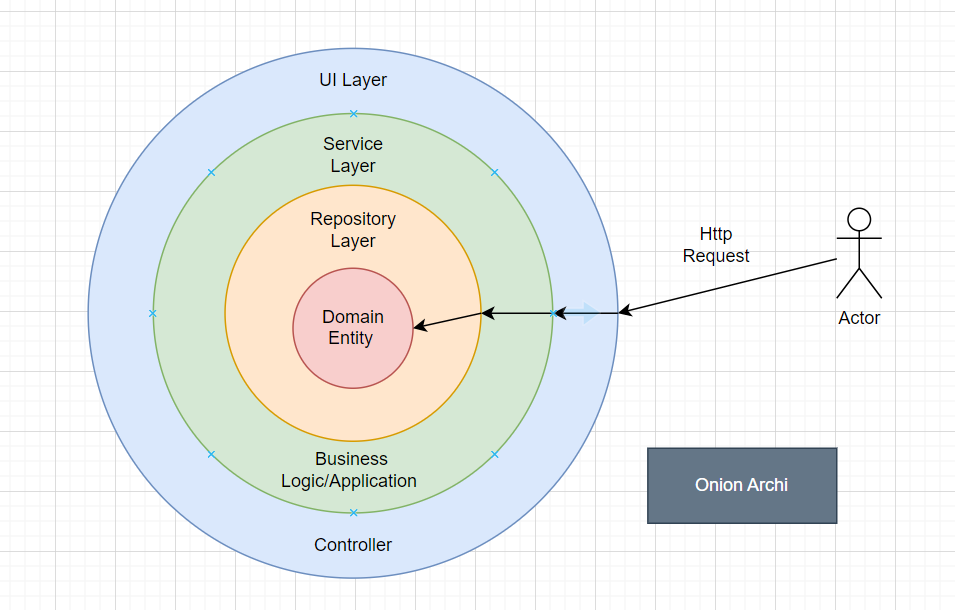 UI Layer
Service
Layer
Repository
Layer
Domain
Entity
Business
Logic/Application
Controller
Http
Request
Actor
Onion Archi